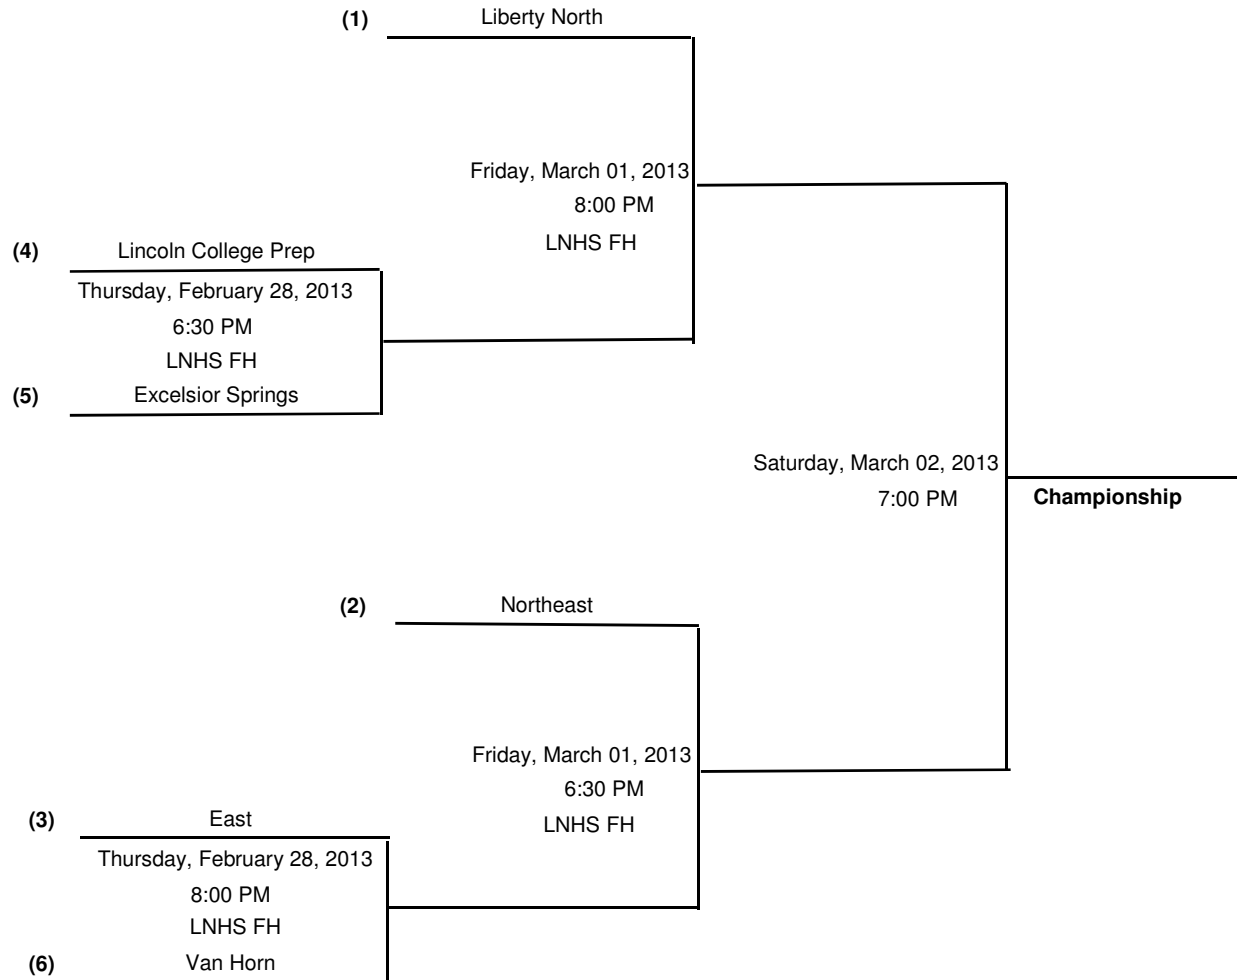 (1) Liberty North
Friday, March 01, 2013
8:00 PM
LNHS FH
(4) Lincoln College Prep
Thursday, February 28, 2013
6:30 PM
LNHS FH
(5) Excelsior Springs
Saturday, March 02, 2013
7:00 PM
Championship
(2) Northeast
Friday, March 01, 2013
6:30 PM
LNHS FH
(3) East
Thursday, February 28, 2013
8:00 PM
LNHS FH
(6) Van Horn